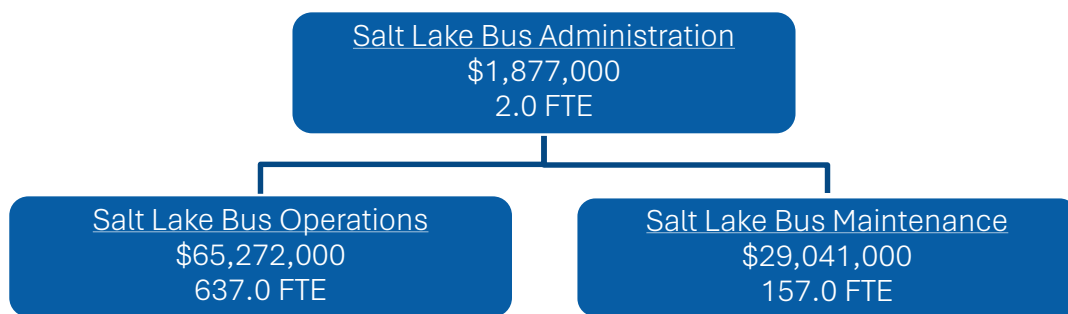 Salt Lake Bus Administration
$1,877,000
2.0 FTE
Salt Lake Bus Operations
$65,272,000
637.0 FTE
Salt Lake Bus Maintenance
$29,041,000
157.0 FTE